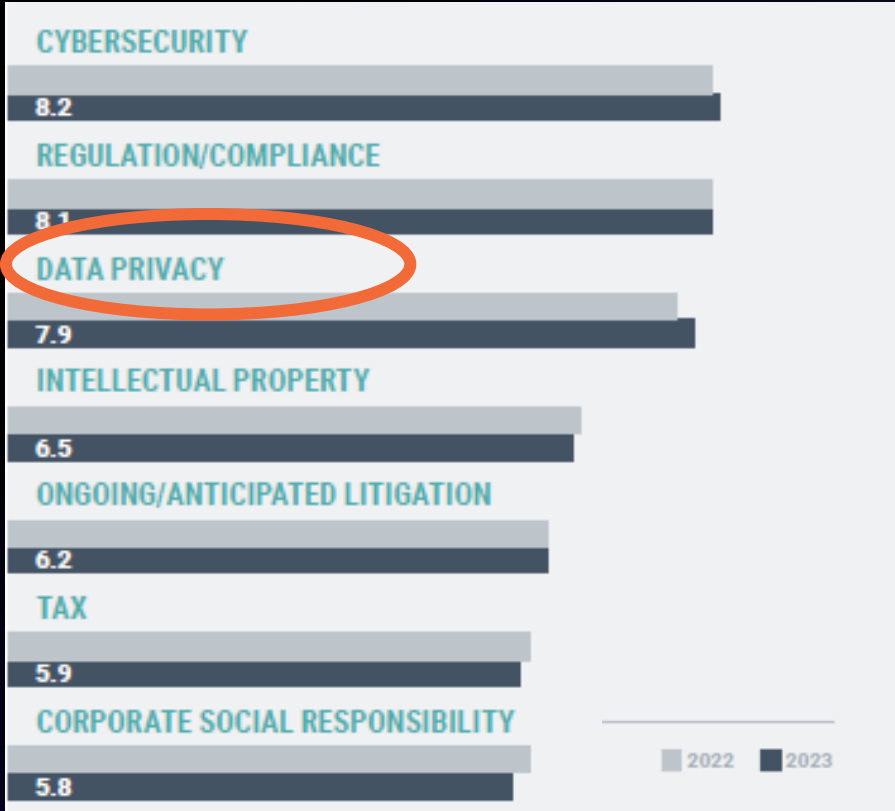 CYBERSECURITY
8.2
REGULATION/COMPLIANCE
8.1
DATA PRIVACY
7.9
INTELLECTUAL PROPERTY
6.5
ONGOING/ANTICIPATED LITIGATION
6.2
TAX
5.9
CORPORATE SOCIAL RESPONSIBILITY
2022 2023
5.8